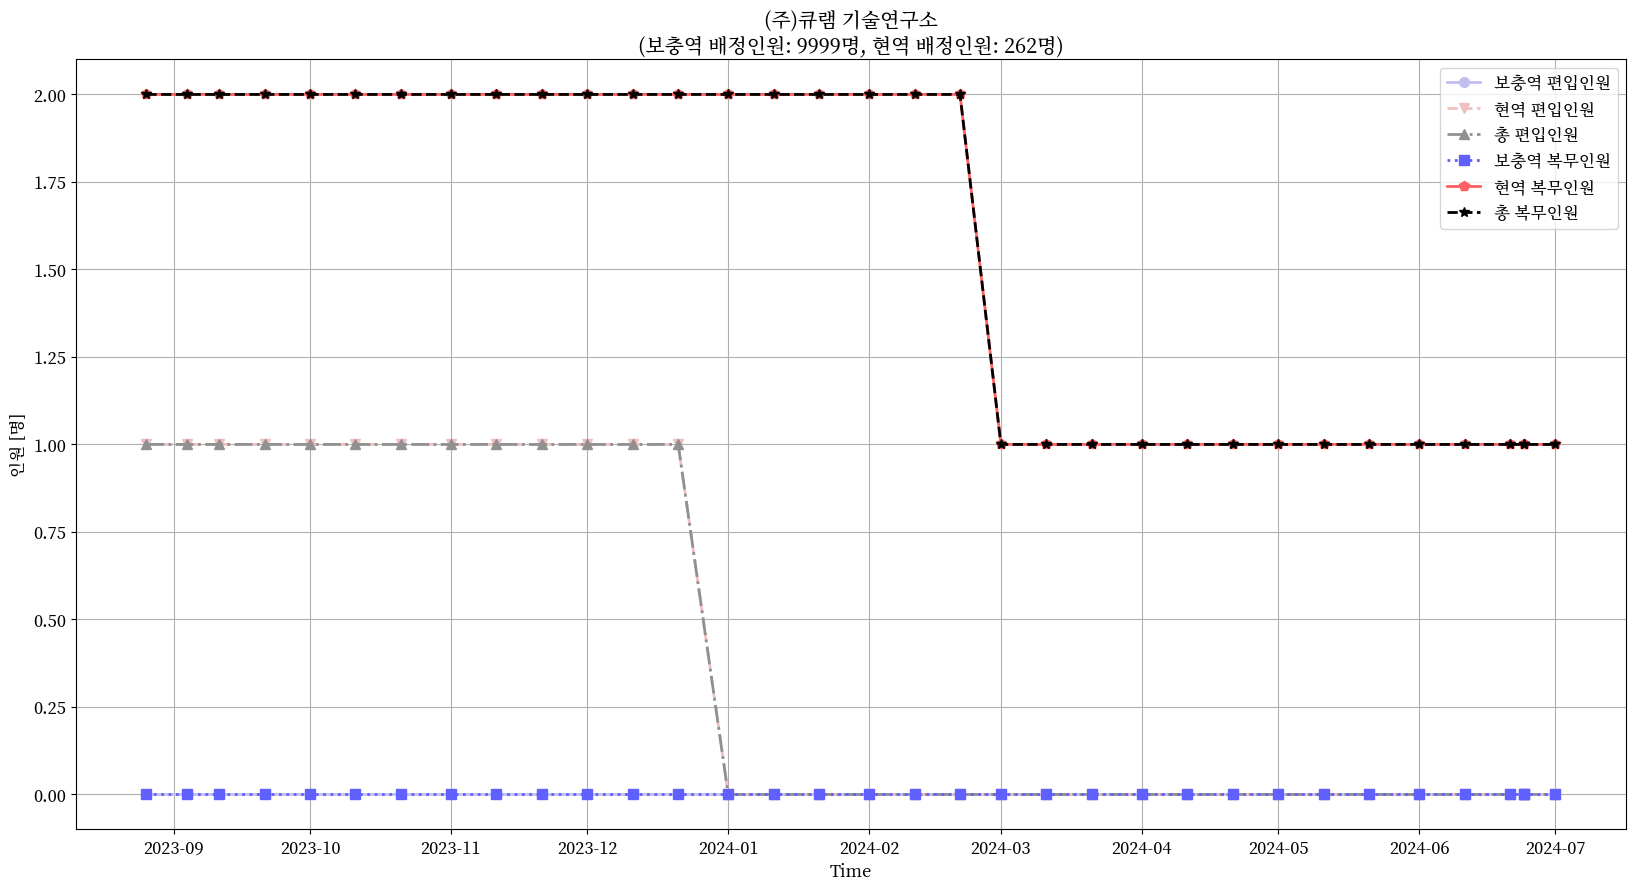 (주)큐램 기술연구소
(보충역 배정인원: 9999명, 현역 배정인원: 262명)
보충역 편입인원
현역 편입인원
총 편입인원
보충역 복무인원
현역 복무인원
총 복무인원
2.00
1.75
1.50
1.25
1.00
0.75
0.50
0.25
0.00
인원 [명]
2023-09 2023-10 2023-11 2023-12 2024-01 2024-02 2024-03 2024-04 2024-05 2024-06 2024-07
Time